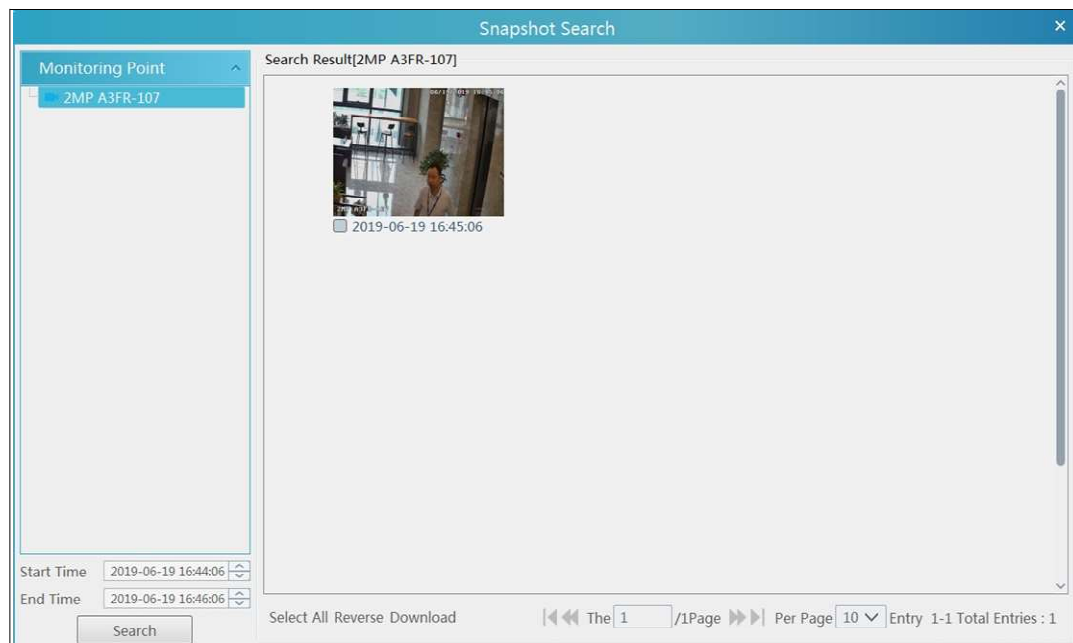 Snapshot Search
Monitoring Point
2MP A3FR-107
Search Result[2MP A3FR-107]
2019-06-19 16:45:06
Start Time 2019-06-19 16:44:06
End Time 2019-06-19 16:46:06
Search
Select All Reverse Download The 1 /1Page Per Page 10 Entry 1-1 Total Entries : 1